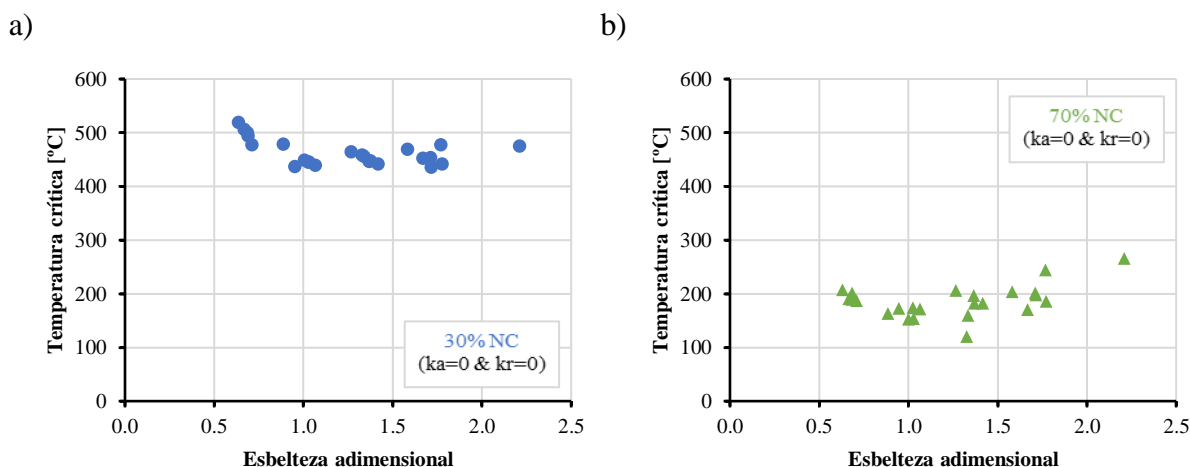 a)
600
500
400
300
200
100
0
0.0 0.5 1.0 1.5 2.0 2.5
Temperatura crítica [ºC]
Esbelteza adimensional
30% NC
(ka=0 & kr=0)
b)
600
500
400
300
200
100
0
0.0 0.5 1.0 1.5 2.0 2.5
Temperatura crítica [ºC]
Esbelteza adimensional
70% NC
(ka=0 & kr=0)